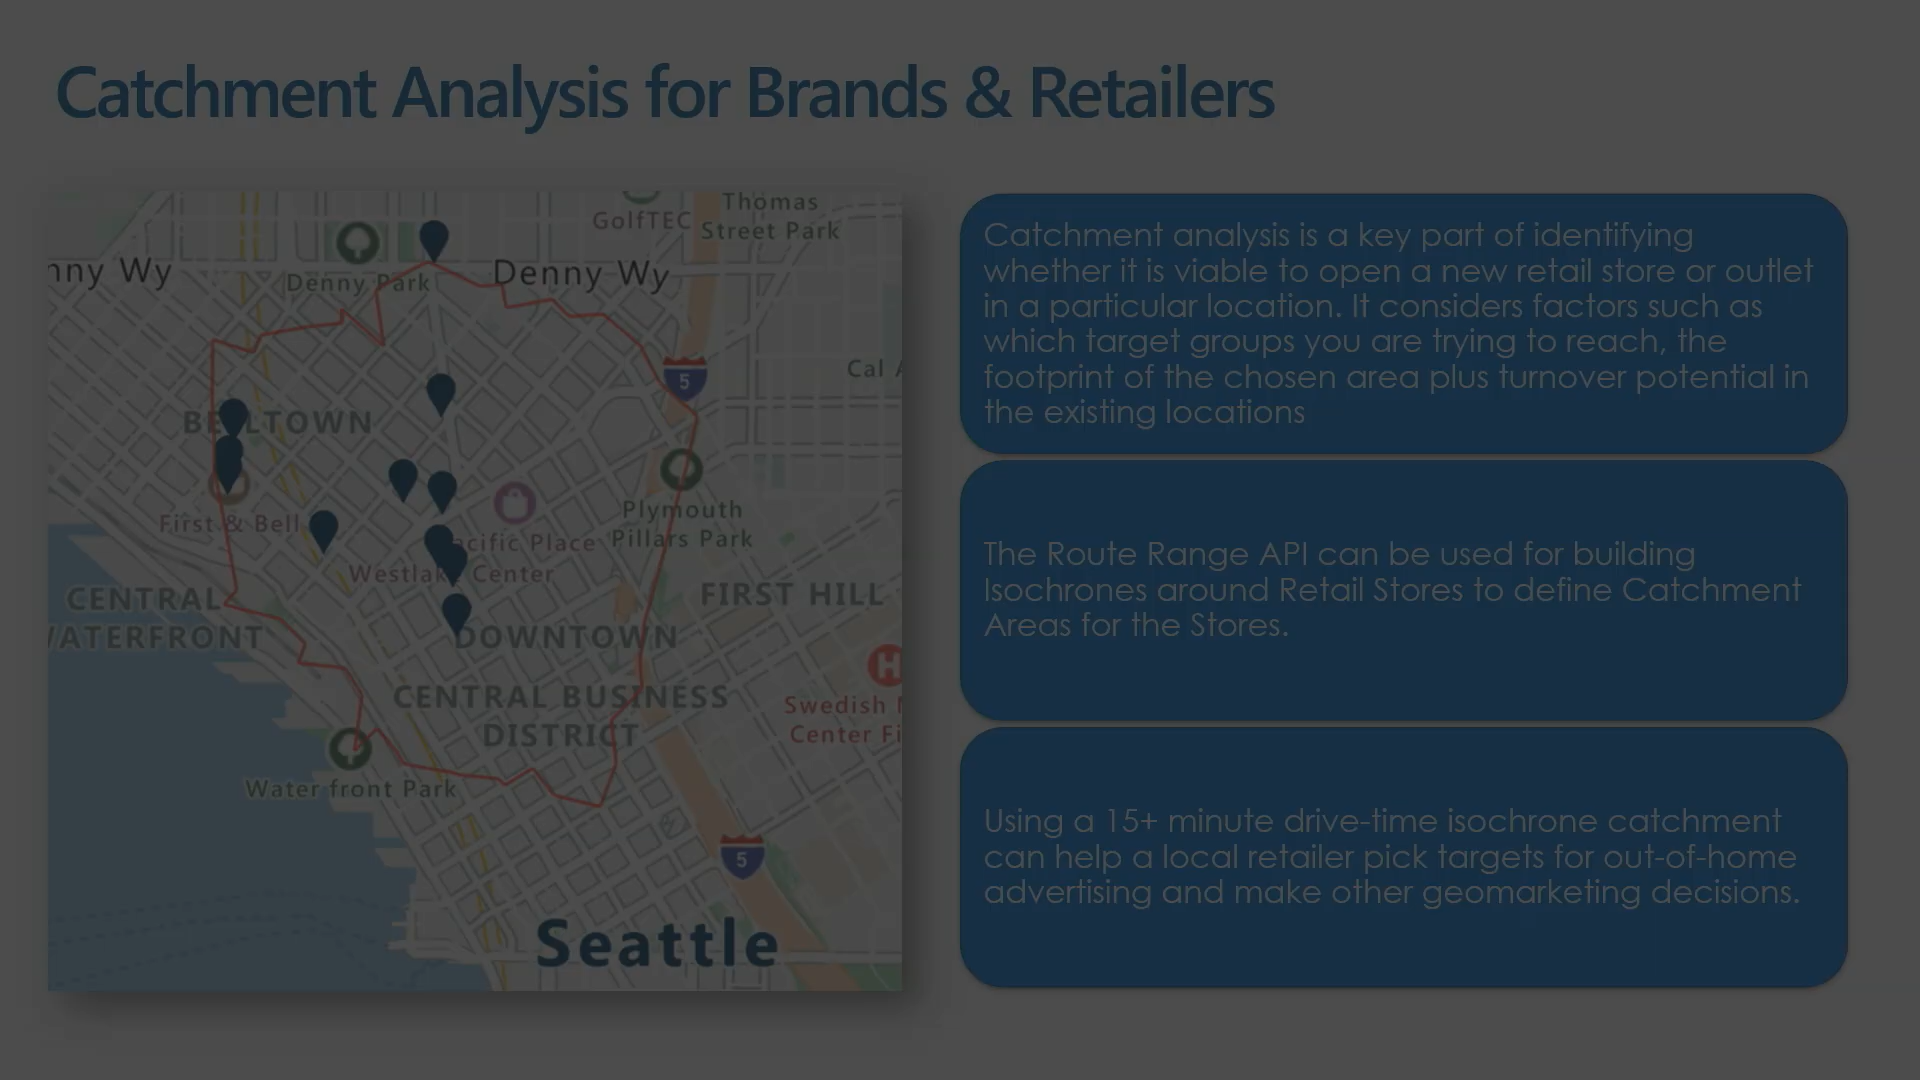 Catchment Analysis for Brands & Retailers
Thomas
Street Park
GolfTEC
nny Wy
Denny Park
Denny Wy
5
Cal
BELLTOWN
First & Bell
Pacific Place
Westlake Center
Plymouth
Pillars Park
CENTRAL
WATERFRONT
FIRST HILL
DOWNTOWN
CENTRAL BUSINESS
DISTRICT
H
Swedish
Center Fi
Water front Park
5
Seattle
Catchment analysis is a key part of identifying
whether it is viable to open a new retail store or outlet
in a particular location. It considers factors such as
which target groups you are trying to reach, the
footprint of the chosen area plus turnover potential in
the existing locations
The Route Range API can be used for building
Isochrones around Retail Stores to define Catchment
Areas for the Stores.
Using a 15+ minute drive-time isochrone catchment
can help a local retailer pick targets for out-of-home
advertising and make other geomarketing decisions.